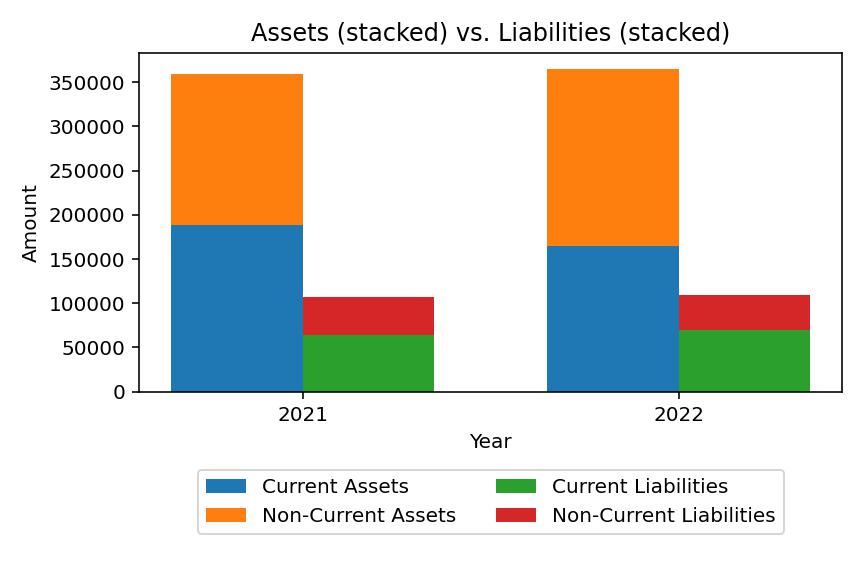 Assets (stacked) vs. Liabilities (stacked)
Amount
350000
300000
250000
200000
150000
100000
50000
0
2021 2022
Year
Current Assets Current Liabilities
Non-Current Assets Non-Current Liabilities